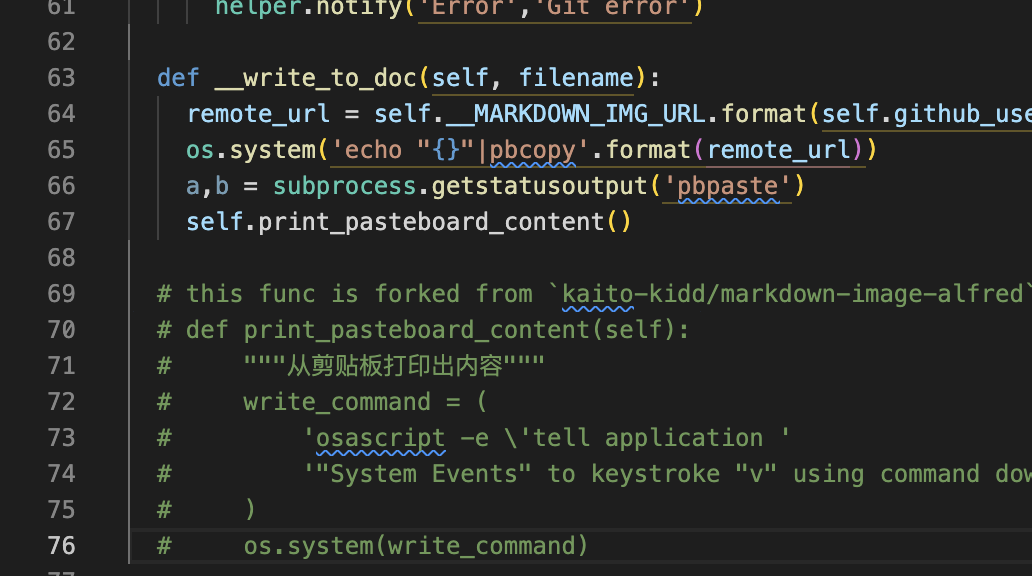 61 helper.notify('Error','Git error')
62
63 def __write_to_doc(self, filename):
64 remote_url = self.__MARKDOWN_IMG_URL.format(self.github_use
65 os.system('echo "{}"|pbcopy'.format(remote_url))
66 a,b = subprocess.getstatusoutput('pbpaste')
67 self.print_pasteboard_content()
68
69 # this func is forked from `kaito-kidd/markdown-image-alfred`
70 # def print_pasteboard_content(self):
71 #     """从剪贴板打印出内容"""
72 #     write_command = (
73 #         'osascript -e \'tell application '
74 #         '"System Events" to keystroke "v" using command dow
75 #     )
76 #     os.system(write_command)
77